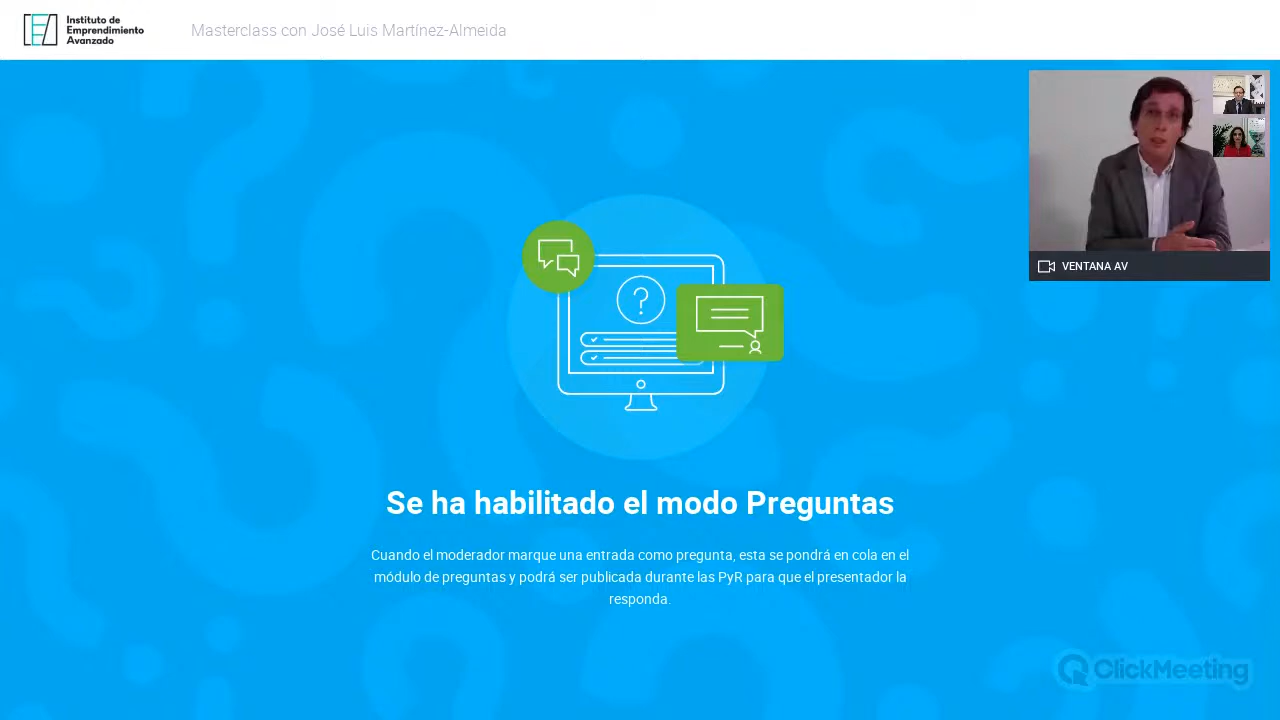 Instituto de
Emprendimiento
Avanzado
Masterclass con José Luis Martínez-Almeida
VENTANA AV
?
Se ha habilitado el modo Preguntas
Cuando el moderador marque una entrada como pregunta, esta se pondrá en cola en el
módulo de preguntas y podrá ser publicada durante las PyR para que el presentador la
responda.
ClickMeeting